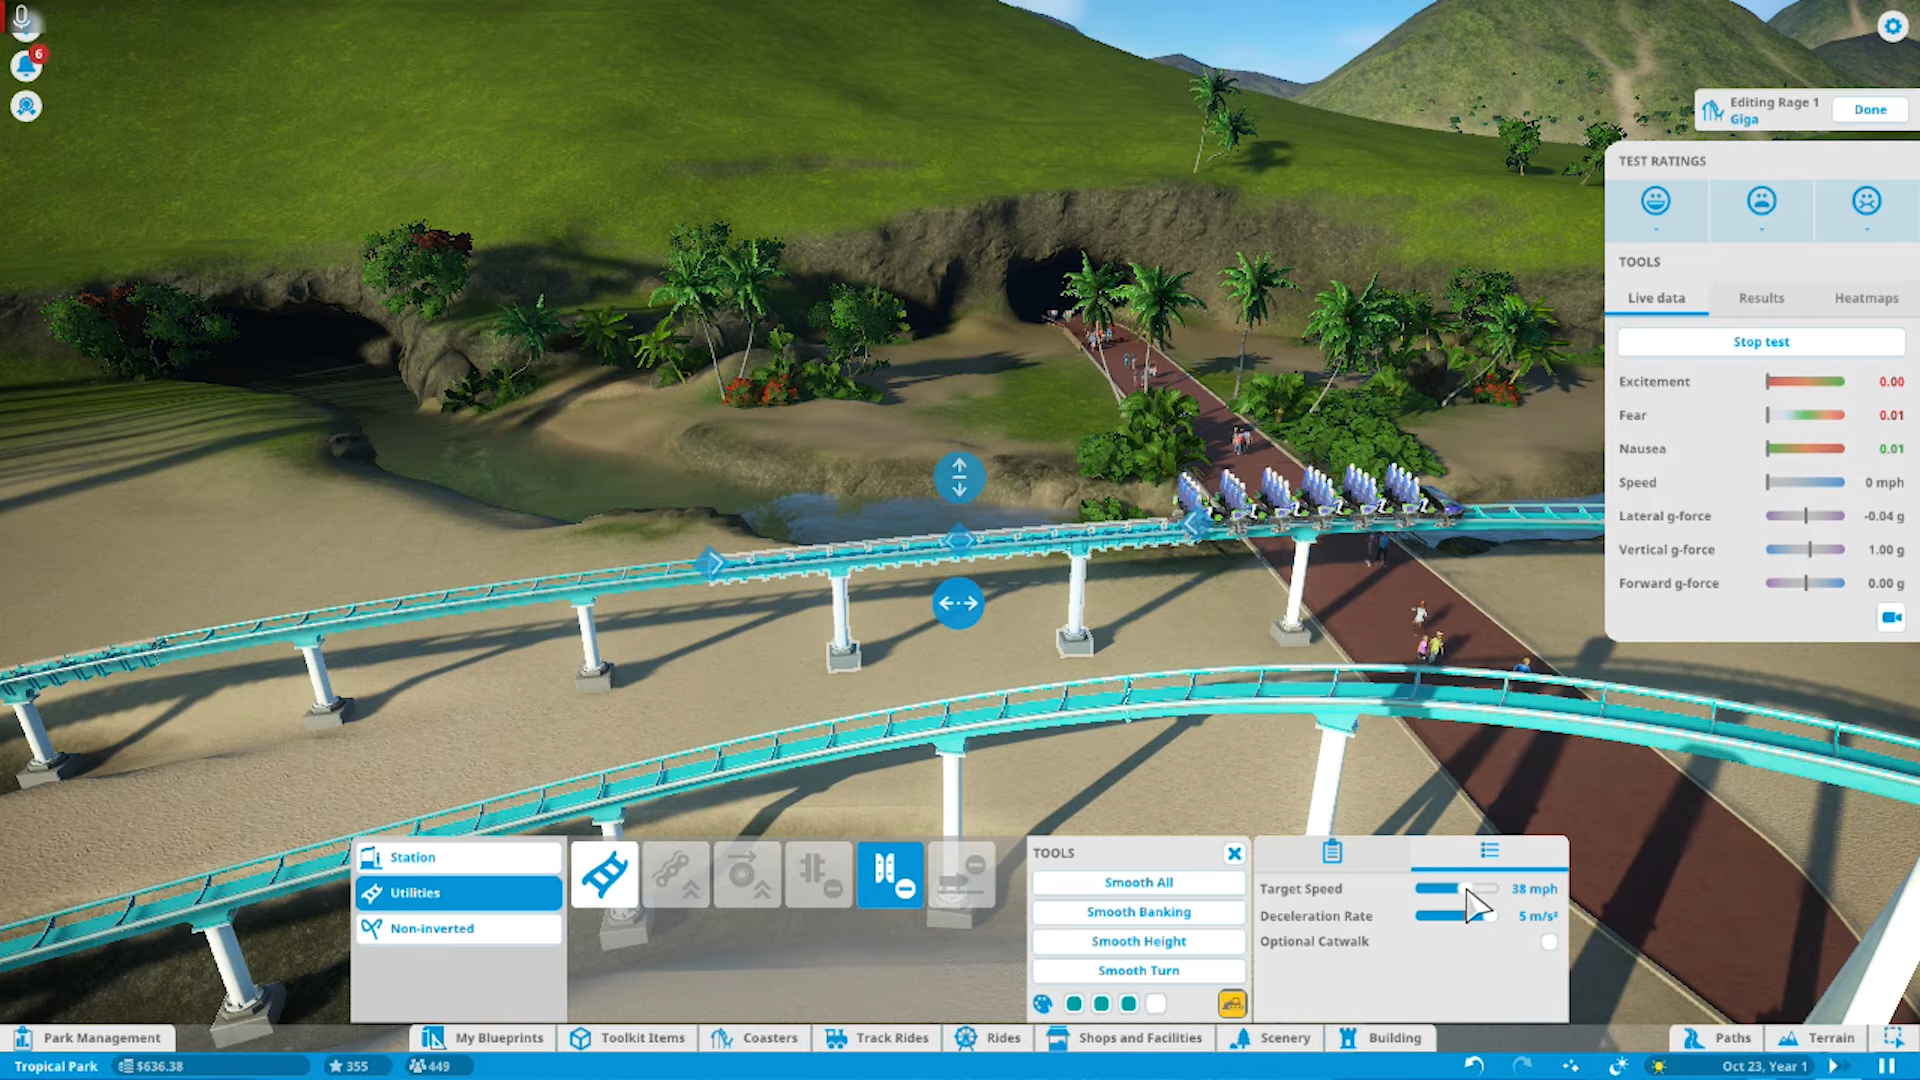 6
Editing Rage 1
Giga
Done
TEST RATINGS
-
-
-
TOOLS
Live data
Results
Heatmaps
Stop test
Excitement 0.00
Fear 0.01
Nausea 0.01
Speed 0 mph
Lateral g-force -0.04 g
Vertical g-force 1.00 g
Forward g-force 0.00 g
Station
Utilities
Non-inverted
TOOLS
Smooth All
Smooth Banking
Smooth Height
Smooth Turn
Target Speed 38 mph
Deceleration Rate 5 m/s²
Optional Catwalk
Park Management
My Blueprints
Toolkit Items
Coasters
Track Rides
Rides
Shops and Facilities
Scenery
Building
Paths
Terrain
Tropical Park
$636.38
355
449
Oct 23, Year 1